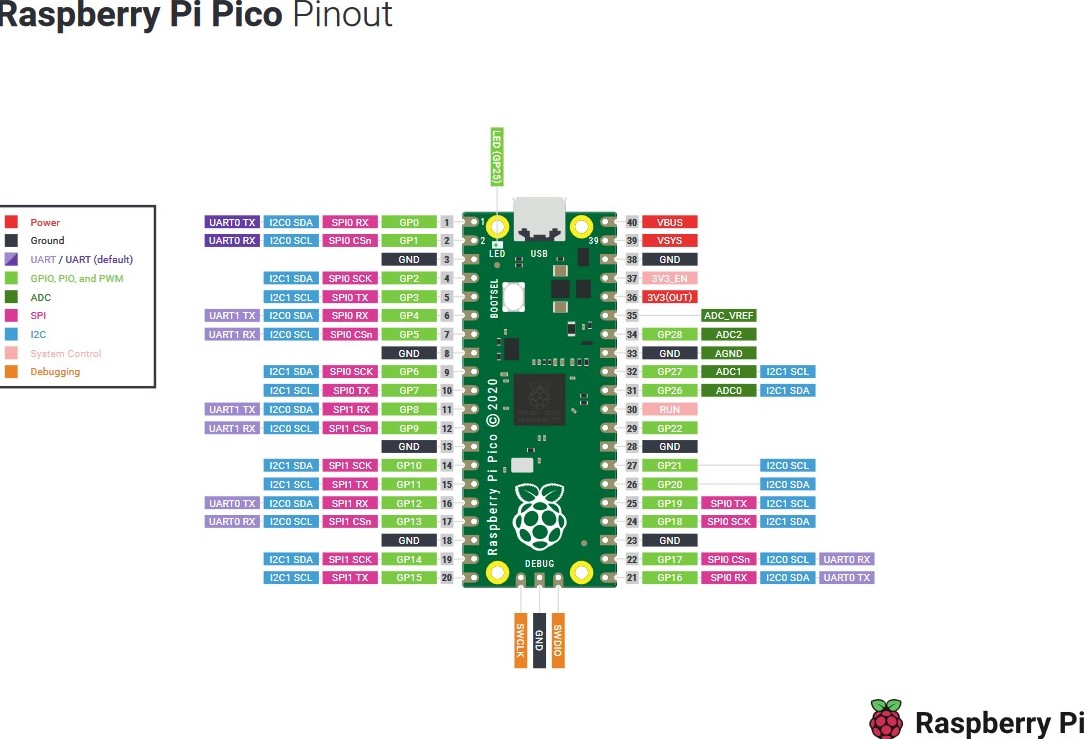 Raspberry Pi Pico Pinout
LED (GP25)
Power
Ground
UART / UART (default)
GPIO, PIO, and PWM
ADC
SPI
I2C
System Control
Debugging
UART0 TX I2C0 SDA SPI0 RX GP0 1
UART0 RX I2C0 SCL SPI0 CSn GP1 2
GND 3
I2C1 SDA SPI0 SCK GP2 4
I2C1 SCL SPI0 TX GP3 5
UART1 TX I2C0 SDA SPI0 RX GP4 6
UART1 RX I2C0 SCL SPI0 CSn GP5 7
GND 8
I2C1 SDA SPI0 SCK GP6 9
I2C1 SCL SPI0 TX GP7 10
UART1 TX I2C0 SDA SPI1 RX GP8 11
UART1 RX I2C0 SCL SPI1 CSn GP9 12
GND 13
I2C1 SDA SPI1 SCK GP10 14
I2C1 SCL SPI1 TX GP11 15
UART0 TX I2C0 SDA SPI1 RX GP12 16
UART0 RX I2C0 SCL SPI1 CSn GP13 17
GND 18
I2C1 SDA SPI1 SCK GP14 19
I2C1 SCL SPI1 TX GP15 20
1
2
39
LED
USB
BOOTSEL
Raspberry Pi Pico © 2020
DEBUG
40 VBUS
39 VSYS
38 GND
37 3V3_EN
36 3V3(OUT)
35 ADC_VREF
34 GP28 ADC2
33 GND AGND
32 GP27 ADC1 I2C1 SCL
31 GP26 ADC0 I2C1 SDA
30 RUN
29 GP22
28 GND
27 GP21 I2C0 SCL
26 GP20 I2C0 SDA
25 GP19 SPI0 TX I2C1 SCL
24 GP18 SPI0 SCK I2C1 SDA
23 GND
22 GP17 SPI0 CSn I2C0 SCL UART0 RX
21 GP16 SPI0 RX I2C0 SDA UART0 TX
SWCLK
GND
SWDIO
Raspberry Pi